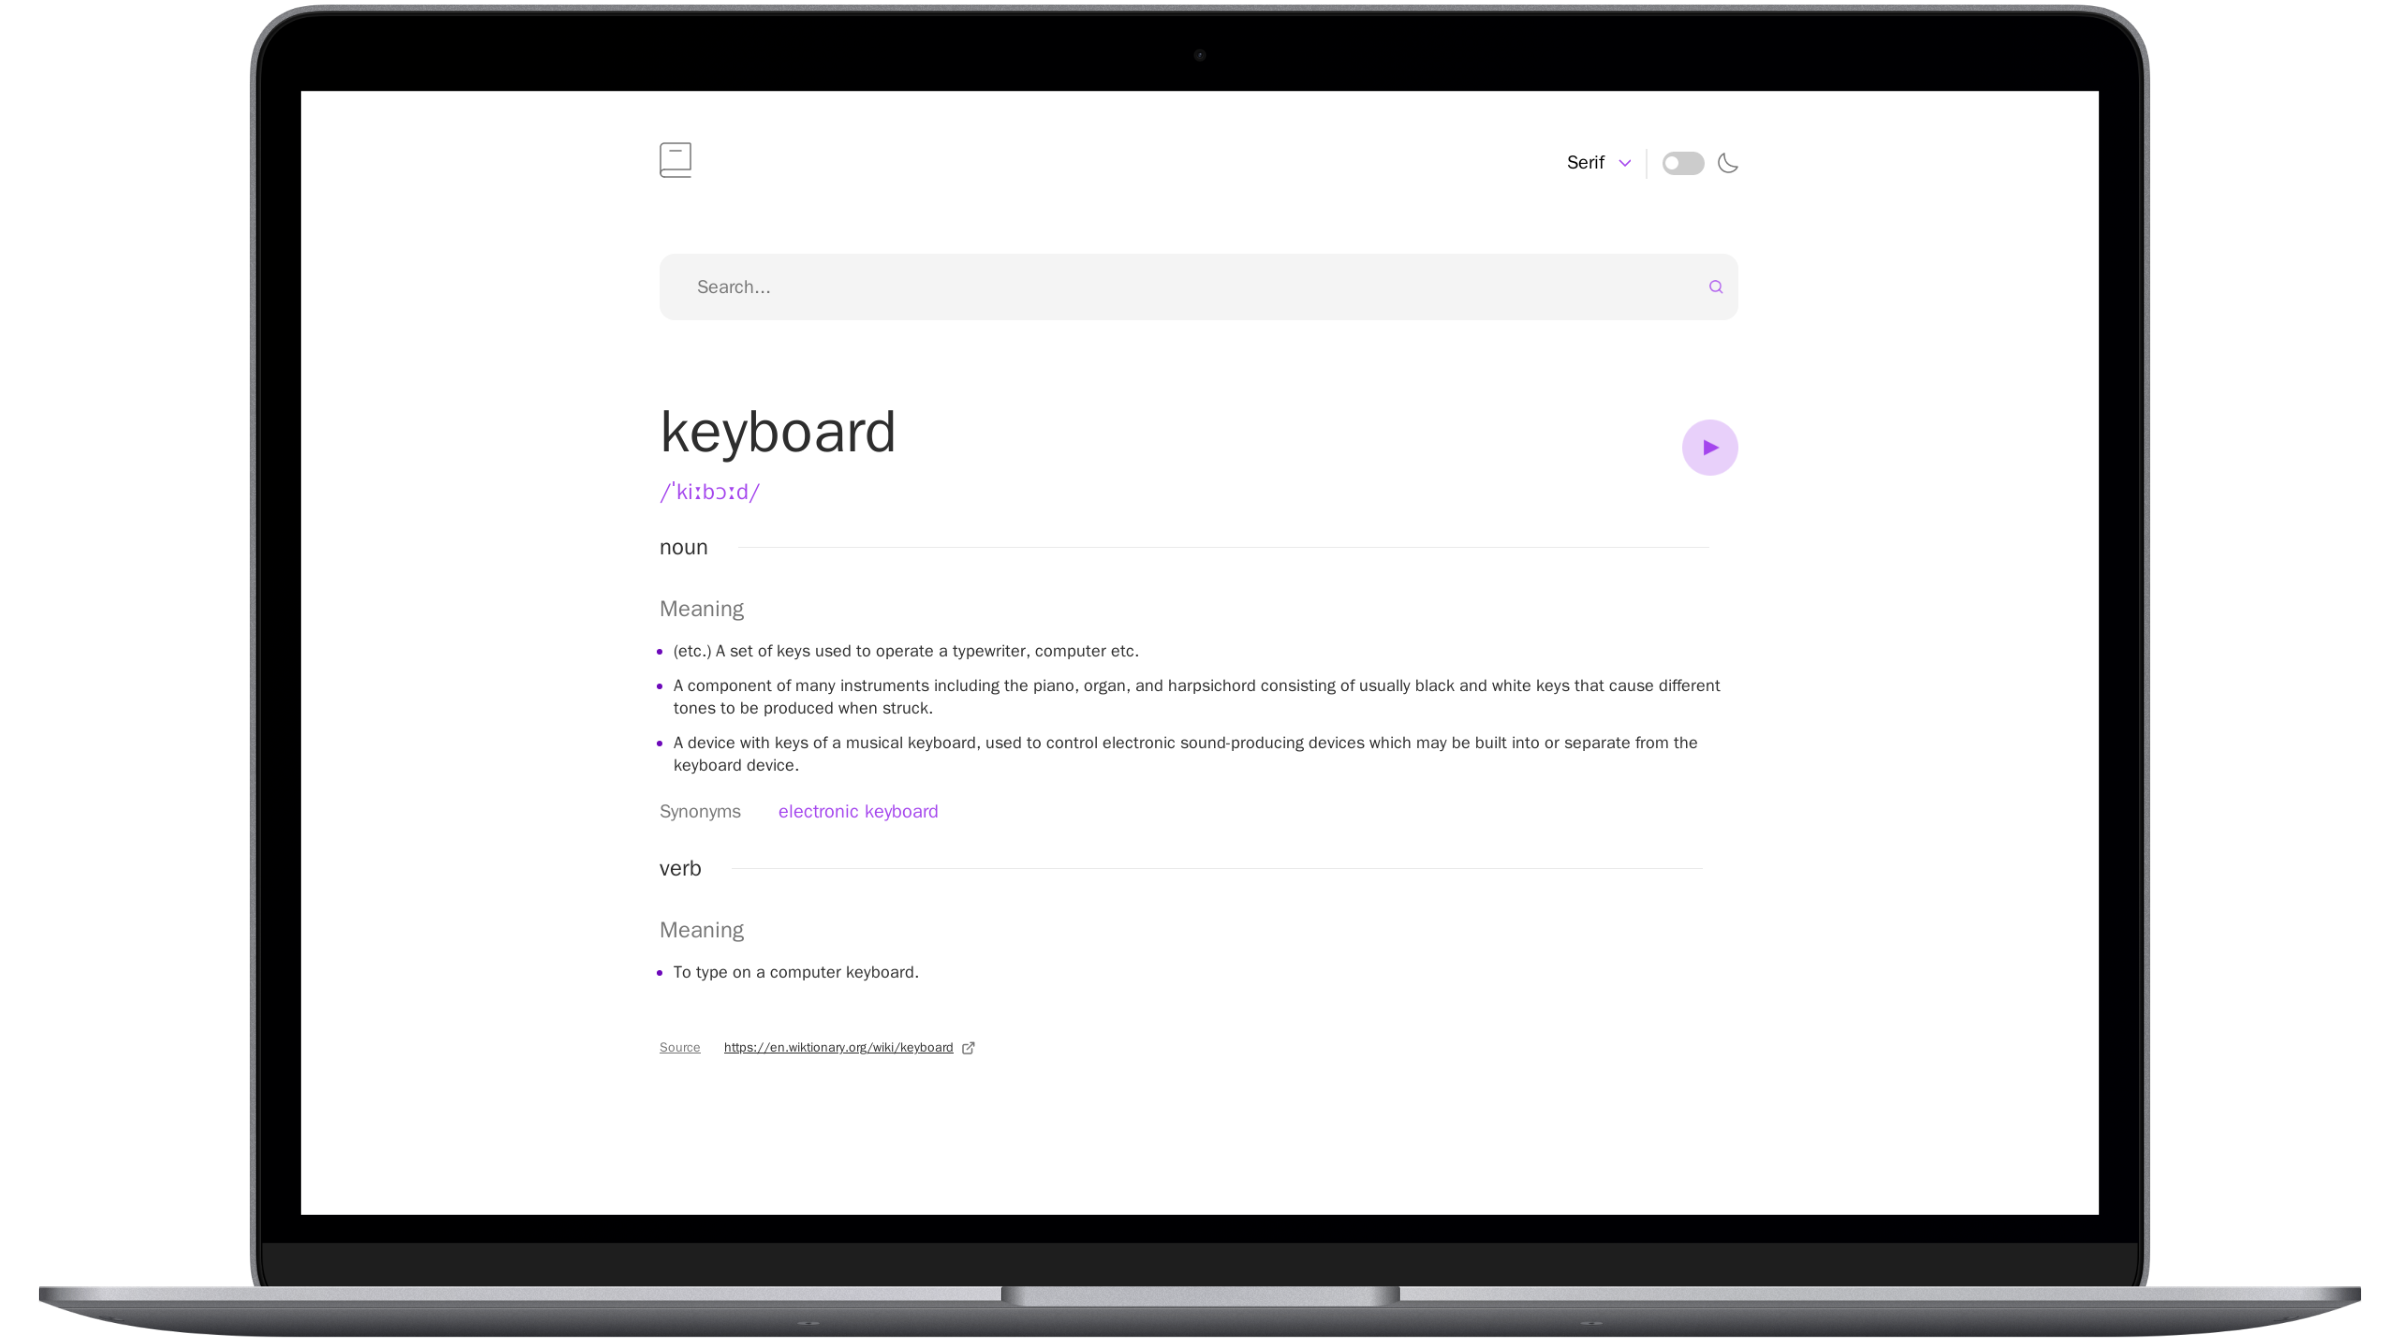 Serif
Search...
keyboard
/ˈkiːbɔːd/
noun
Meaning
(etc.) A set of keys used to operate a typewriter, computer etc.
A component of many instruments including the piano, organ, and harpsichord consisting of usually black and white keys that cause different
tones to be produced when struck.
A device with keys of a musical keyboard, used to control electronic sound-producing devices which may be built into or separate from the
keyboard device.
Synonyms electronic keyboard
verb
Meaning
To type on a computer keyboard.
Source https://en.wiktionary.org/wiki/keyboard